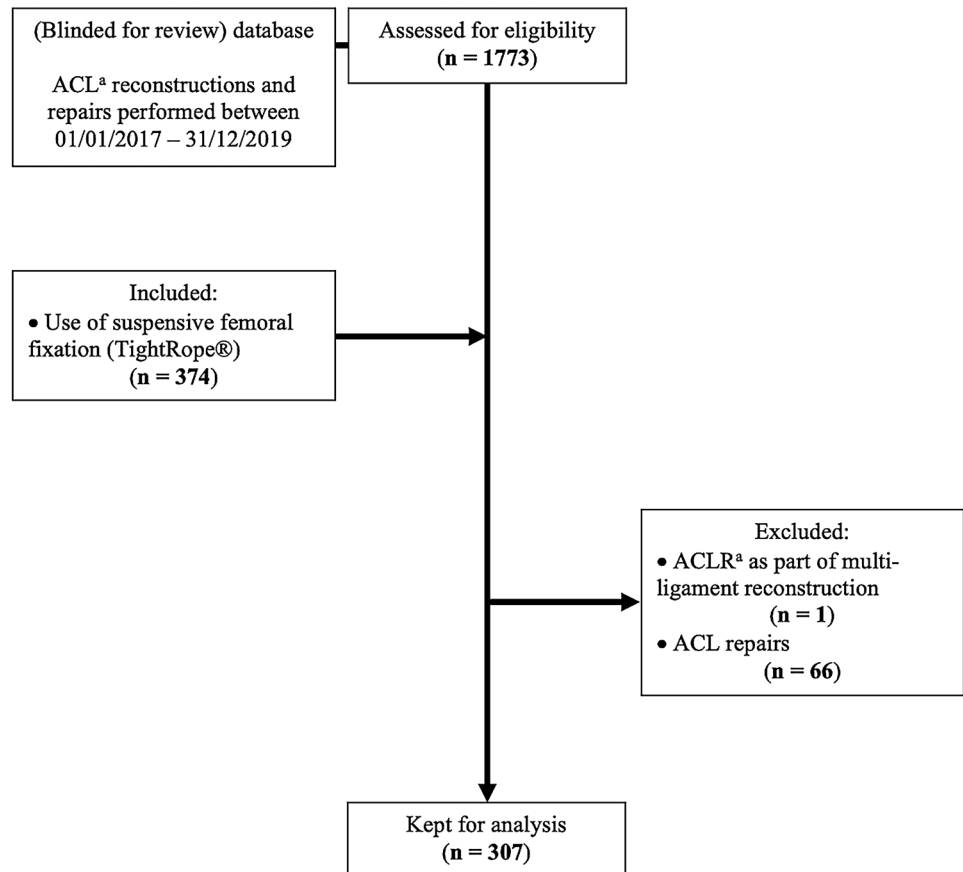 (Blinded for review) database
ACLᵃ reconstructions and
repairs performed between
01/01/2017 – 31/12/2019
Assessed for eligibility
(n = 1773)
Included:
• Use of suspensive femoral
fixation (TightRope®)
(n = 374)
Excluded:
• ACLRᵃ as part of multi-
ligament reconstruction
(n = 1)
• ACL repairs
(n = 66)
Kept for analysis
(n = 307)